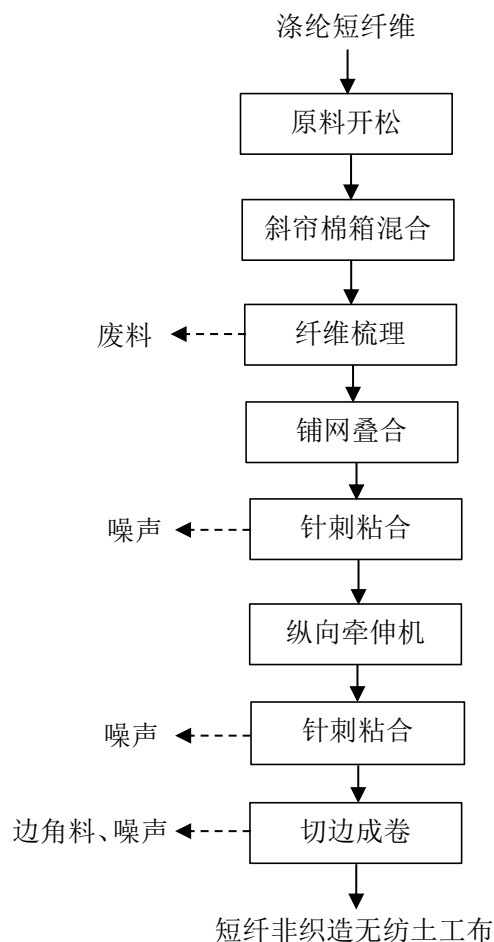 涤纶短纤维
原料开松
斜帘棉箱混合
废料
纤维梳理
铺网叠合
噪声
针刺粘合
纵向牵伸机
噪声
针刺粘合
边角料、噪声
切边成卷
短纤非织造无纺土工布